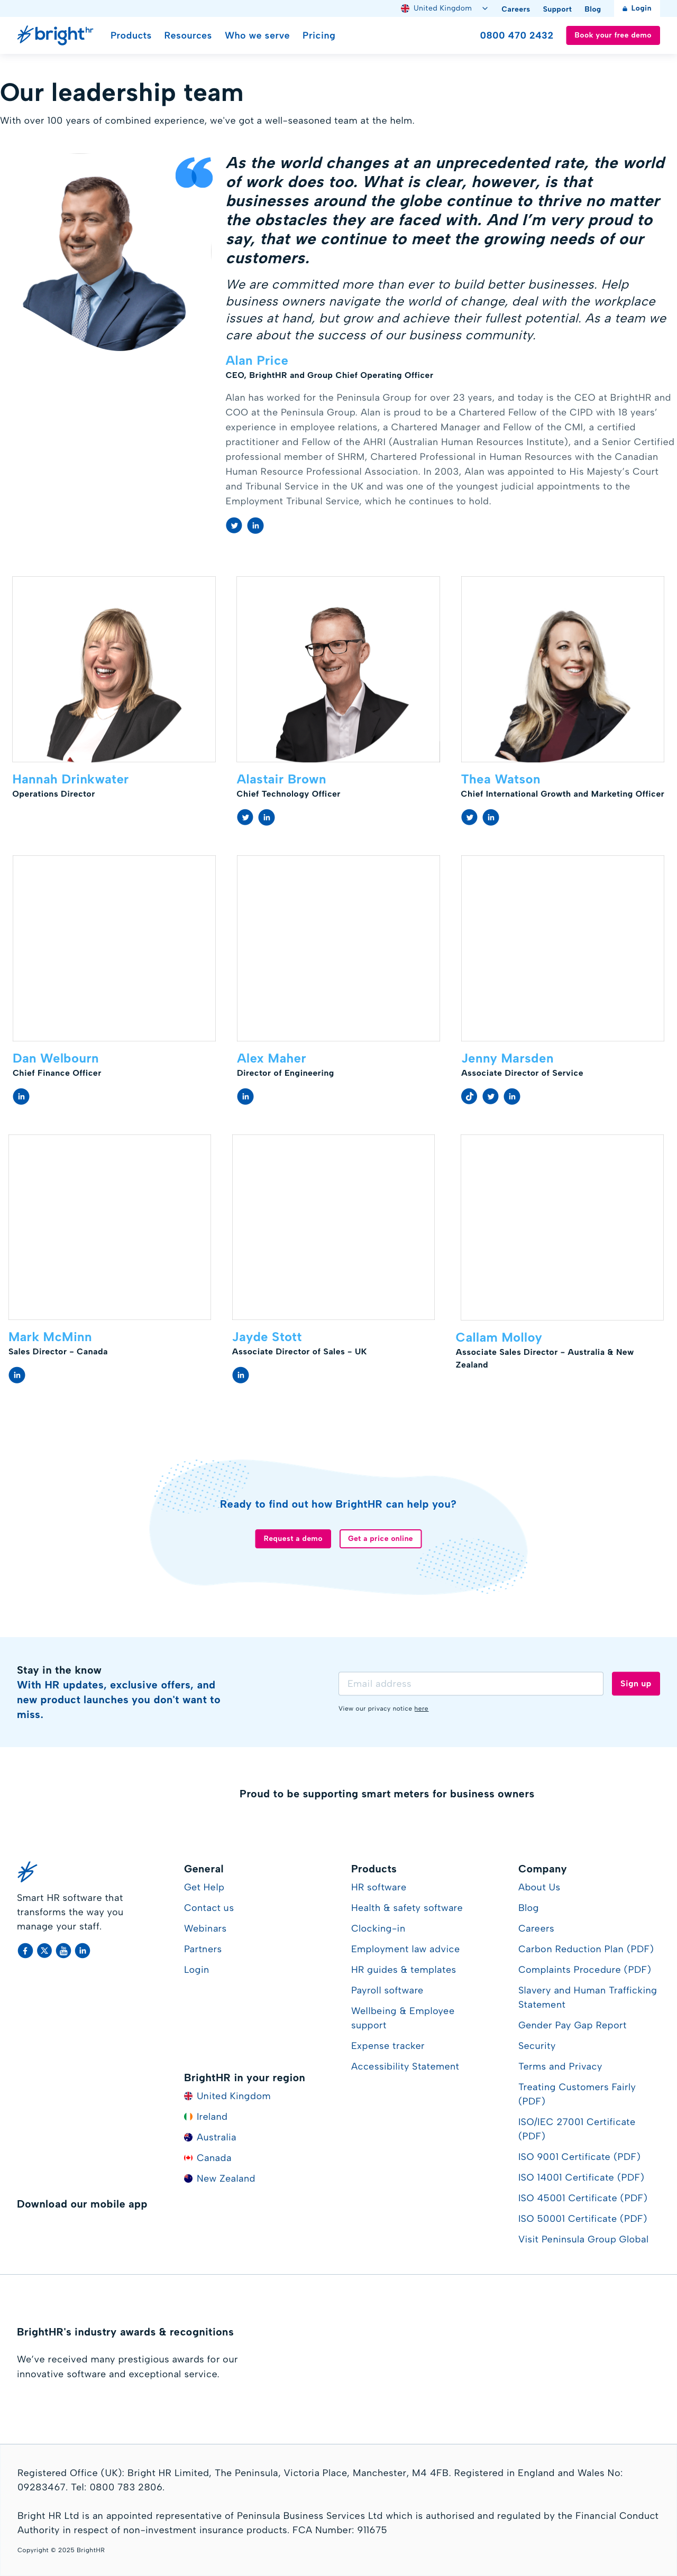 United Kingdom
Careers
Support
Blog
Login
bright hr
Products
Resources
Who we serve
Pricing
0800 470 2432
Book your free demo
Our leadership team
With over 100 years of combined experience, we've got a well-seasoned team at the helm.
As the world changes at an unprecedented rate, the world
of work does too. What is clear, however, is that
businesses around the globe continue to thrive no matter
the obstacles they are faced with. And I'm very proud to
say, that we continue to meet the growing needs of our
customers.
We are committed more than ever to build better businesses. Help
business owners navigate the world of change, deal with the workplace
issues at hand, but grow and achieve their fullest potential. As a team we
care about the success of our business community.
Alan Price
CEO, BrightHR and Group Chief Operating Officer
Alan has worked for the Peninsula Group for over 23 years, and today is the CEO at BrightHR and
COO at the Peninsula Group. Alan is proud to be a Chartered Fellow of the CIPD with 18 years'
experience in employee relations, a Chartered Manager and Fellow of the CMI, a certified
practitioner and Fellow of the AHRI (Australian Human Resources Institute), and a Senior Certified
professional member of SHRM, Chartered Professional in Human Resources with the Canadian
Human Resource Professional Association. In 2003, Alan was appointed to His Majesty's Court
and Tribunal Service in the UK and was one of the youngest judicial appointments to the
Employment Tribunal Service, which he continues to hold.
Hannah Drinkwater
Operations Director
Alastair Brown
Chief Technology Officer
Thea Watson
Chief International Growth and Marketing Officer
Dan Welbourn
Chief Finance Officer
Alex Maher
Director of Engineering
Jenny Marsden
Associate Director of Service
Mark McMinn
Sales Director - Canada
Jayde Stott
Associate Director of Sales - UK
Callam Molloy
Associate Sales Director - Australia & New
Zealand
Ready to find out how BrightHR can help you?
Request a demo
Get a price online
Stay in the know
With HR updates, exclusive offers, and
new product launches you don't want to
miss.
Email address
Sign up
View our privacy notice here
Proud to be supporting smart meters for business owners
Smart HR software that
transforms the way you
manage your staff.
General
Get Help
Contact us
Webinars
Partners
Login
BrightHR in your region
United Kingdom
Ireland
Australia
Canada
New Zealand
Products
HR software
Health & safety software
Clocking-in
Employment law advice
HR guides & templates
Payroll software
Wellbeing & Employee
support
Expense tracker
Accessibility Statement
Company
About Us
Blog
Careers
Carbon Reduction Plan (PDF)
Complaints Procedure (PDF)
Slavery and Human Trafficking
Statement
Gender Pay Gap Report
Security
Terms and Privacy
Treating Customers Fairly
(PDF)
ISO/IEC 27001 Certificate
(PDF)
ISO 9001 Certificate (PDF)
ISO 14001 Certificate (PDF)
ISO 45001 Certificate (PDF)
ISO 50001 Certificate (PDF)
Visit Peninsula Group Global
Download our mobile app
BrightHR's industry awards & recognitions
We've received many prestigious awards for our
innovative software and exceptional service.
Registered Office (UK): Bright HR Limited, The Peninsula, Victoria Place, Manchester, M4 4FB. Registered in England and Wales No:
09283467. Tel: 0800 783 2806.
Bright HR Ltd is an appointed representative of Peninsula Business Services Ltd which is authorised and regulated by the Financial Conduct
Authority in respect of non-investment insurance products. FCA Number: 911675
Copyright © 2025 BrightHR